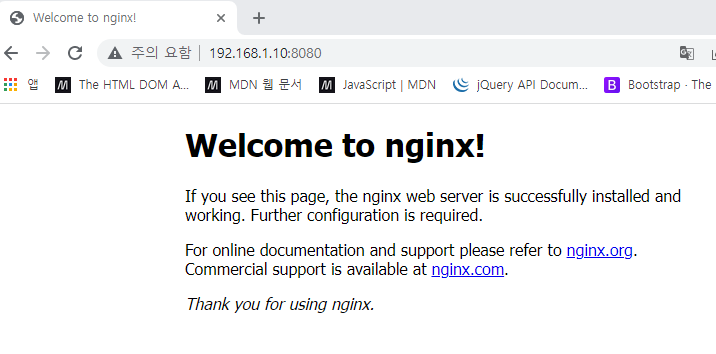 Welcome to nginx!
주의 요함 192.168.1.10:8080
앱 The HTML DOM A... MDN 웹 문서 JavaScript | MDN jQuery API Docum... Bootstrap · The
Welcome to nginx!
If you see this page, the nginx web server is successfully installed and
working. Further configuration is required.
For online documentation and support please refer to nginx.org.
Commercial support is available at nginx.com.
Thank you for using nginx.